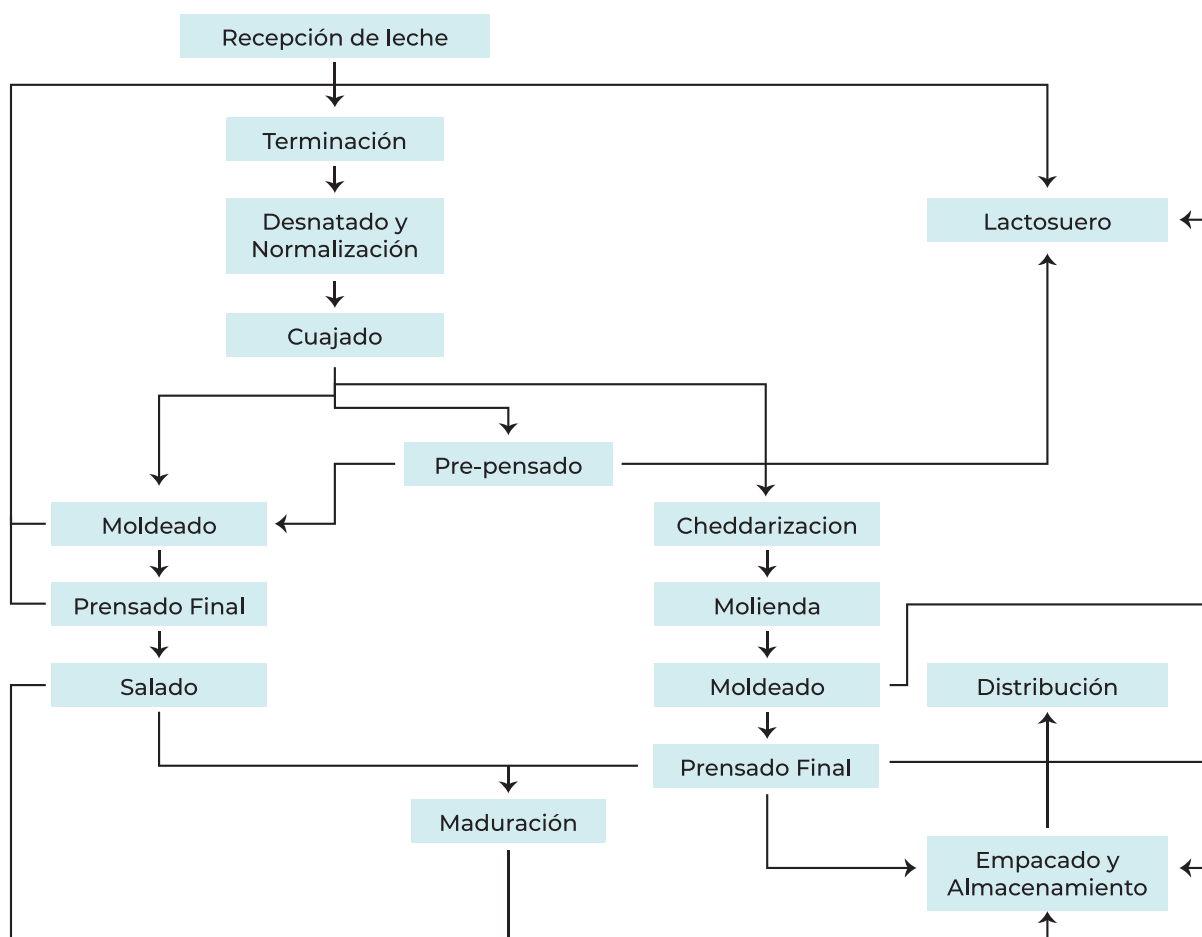 Recepción de leche
Terminación
Desnatado y
Normalización
Lactosuero
Cuajado
Pre-pensado
Moldeado
Cheddarizacion
Prensado Final
Molienda
Salado
Moldeado
Distribución
Prensado Final
Maduración
Empacado y
Almacenamiento